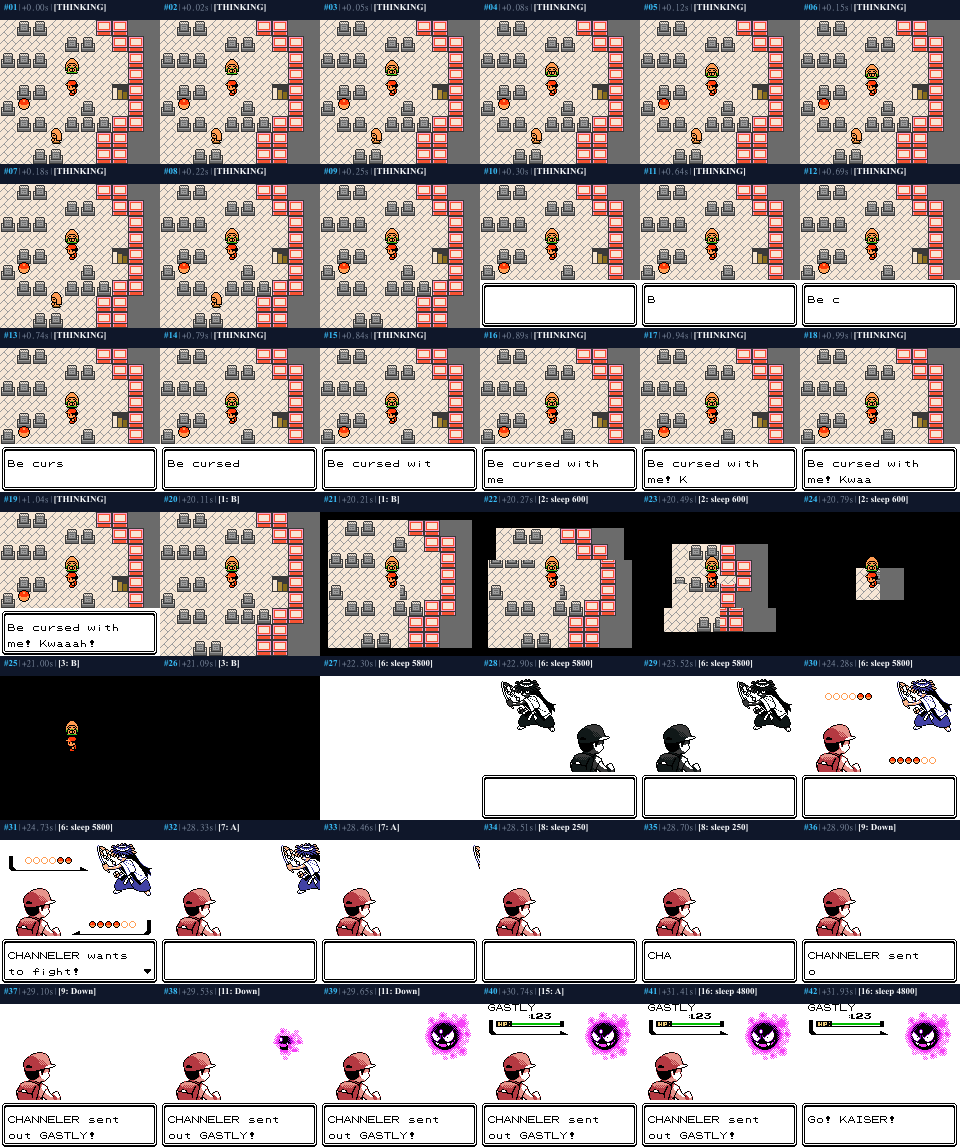 #01|+0.00s|[THINKING]
#02|+0.02s|[THINKING]
#03|+0.05s|[THINKING]
#04|+0.08s|[THINKING]
#05|+0.12s|[THINKING]
#06|+0.15s|[THINKING]
#07|+0.18s|[THINKING]
#08|+0.22s|[THINKING]
#09|+0.25s|[THINKING]
#10|+0.30s|[THINKING]
#11|+0.64s|[THINKING]
B
#12|+0.69s|[THINKING]
Be c
#13|+0.74s|[THINKING]
Be curs
#14|+0.79s|[THINKING]
Be cursed
#15|+0.84s|[THINKING]
Be cursed wit
#16|+0.89s|[THINKING]
Be cursed with
me
#17|+0.94s|[THINKING]
Be cursed with
me! K
#18|+0.99s|[THINKING]
Be cursed with
me! Kwaa
#19|+1.04s|[THINKING]
Be cursed with
me! Kwaaah!
#20|+20.11s|[1: B]
#21|+20.21s|[1: B]
#22|+20.27s|[2: sleep 600]
#23|+20.49s|[2: sleep 600]
#24|+20.79s|[2: sleep 600]
#25|+21.00s|[3: B]
#26|+21.09s|[3: B]
#27|+22.30s|[6: sleep 5800]
#28|+22.90s|[6: sleep 5800]
#29|+23.52s|[6: sleep 5800]
#30|+24.28s|[6: sleep 5800]
#31|+24.73s|[6: sleep 5800]
CHANNELER wants
to fight!
#32|+28.33s|[7: A]
#33|+28.46s|[7: A]
#34|+28.51s|[8: sleep 250]
#35|+28.70s|[8: sleep 250]
CHA
#36|+28.90s|[9: Down]
CHANNELER sent
o
#37|+29.10s|[9: Down]
CHANNELER sent
out GASTLY!
#38|+29.53s|[11: Down]
CHANNELER sent
out GASTLY!
#39|+29.65s|[11: Down]
CHANNELER sent
out GASTLY!
#40|+30.74s|[15: A]
GASTLY
:L23
HP:
CHANNELER sent
out GASTLY!
#41|+31.41s|[16: sleep 4800]
GASTLY
:L23
HP:
CHANNELER sent
out GASTLY!
#42|+31.93s|[16: sleep 4800]
GASTLY
:L23
HP:
Go! KAISER!